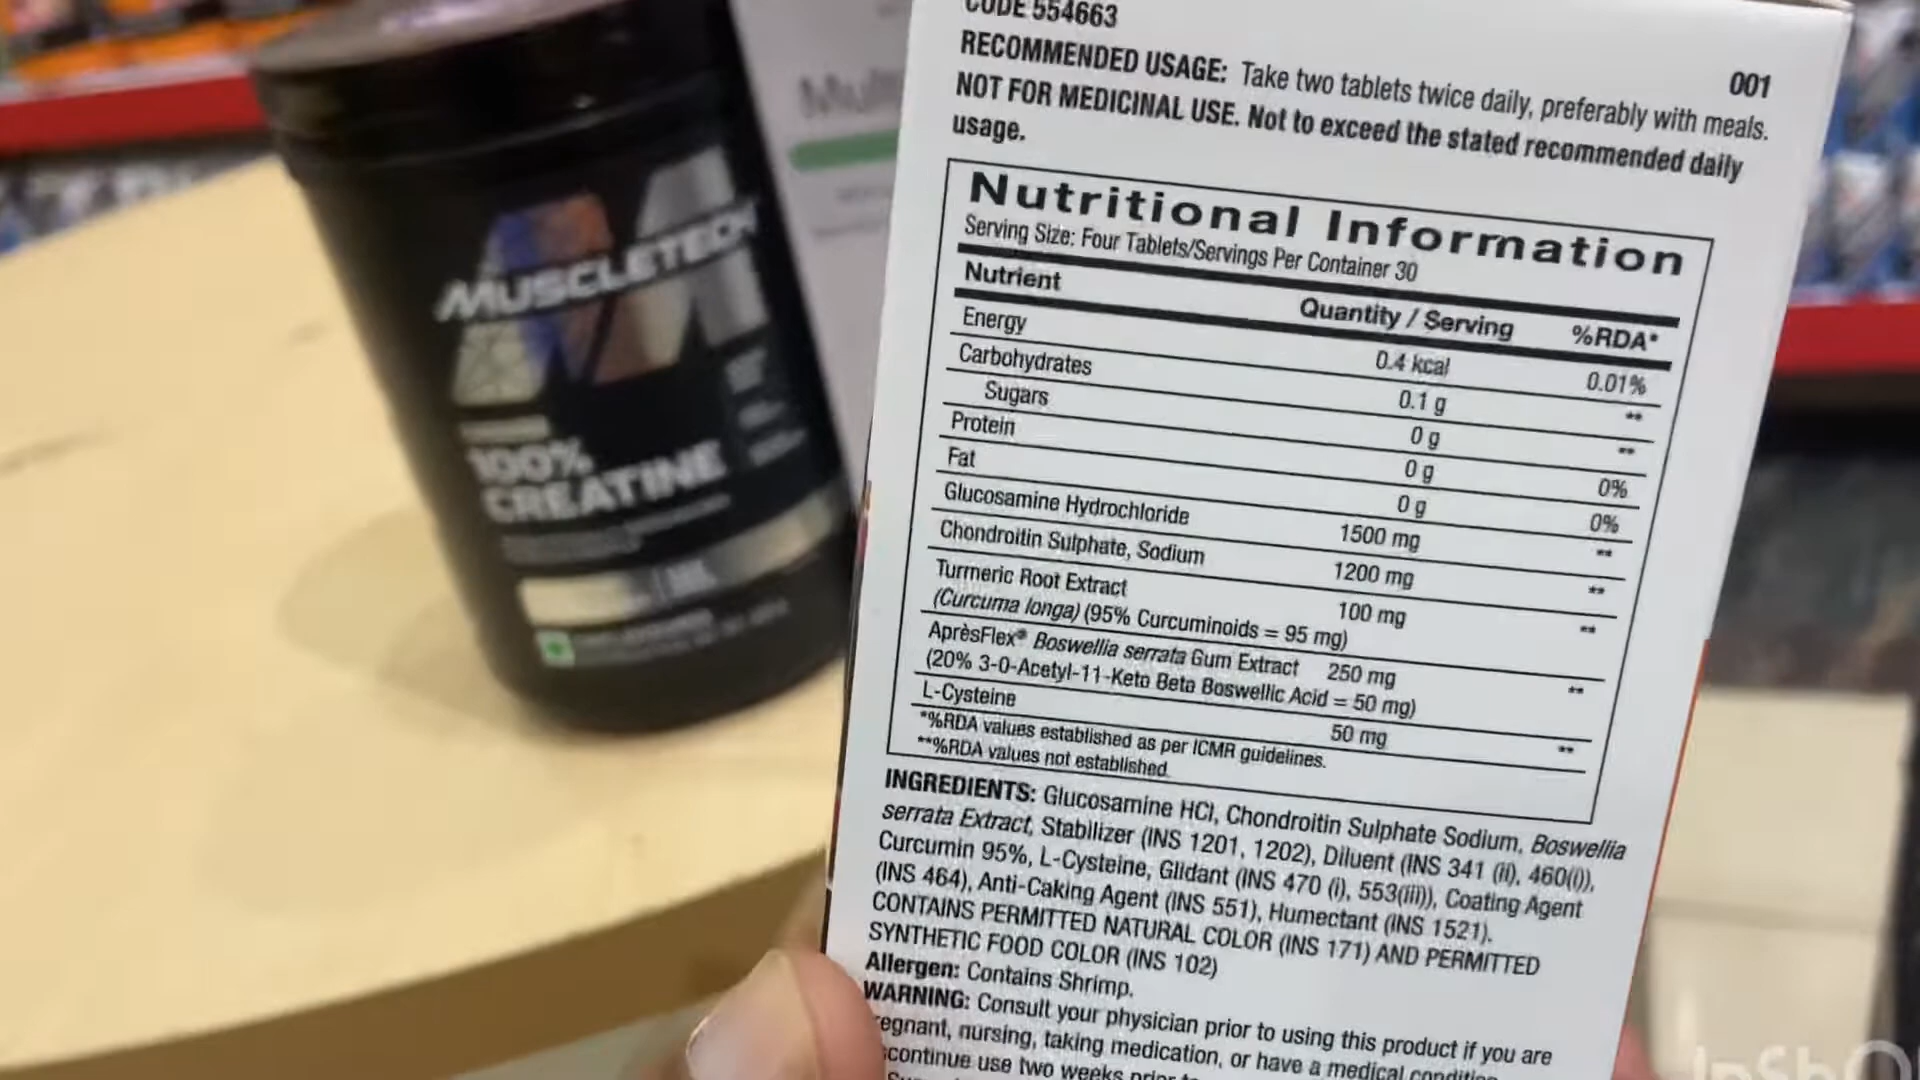 CODE 554663
001
RECOMMENDED USAGE: Take two tablets twice daily, preferably with meals.
NOT FOR MEDICINAL USE. Not to exceed the stated recommended daily
usage.
Nutritional Information
Serving Size: Four Tablets/Servings Per Container 30
Nutrient Quantity / Serving %RDA*
Energy 0.4 kcal 0.01%
Carbohydrates 0.1 g **
Sugars 0 g **
Protein 0 g 0%
Fat 0 g 0%
Glucosamine Hydrochloride 1500 mg **
Chondroitin Sulphate, Sodium 1200 mg **
Turmeric Root Extract 100 mg **
(Curcuma longa) (95% Curcuminoids = 95 mg)
AprèsFlex® Boswellia serrata Gum Extract 250 mg **
(20% 3-0-Acetyl-11-Keto Beta Boswellic Acid = 50 mg)
L-Cysteine 50 mg **
*%RDA values established as per ICMR guidelines.
**%RDA values not established.
INGREDIENTS: Glucosamine HCl, Chondroitin Sulphate Sodium, Boswellia
serrata Extract, Stabilizer (INS 1201, 1202), Diluent (INS 341 (ii), 460(i)),
Curcumin 95%, L-Cysteine, Glidant (INS 470 (i), 553(iii)), Coating Agent
(INS 464), Anti-Caking Agent (INS 551), Humectant (INS 1521).
CONTAINS PERMITTED NATURAL COLOR (INS 171) AND PERMITTED
SYNTHETIC FOOD COLOR (INS 102)
Allergen: Contains Shrimp.
WARNING: Consult your physician prior to using this product if you are
egnant, nursing, taking medication, or have a medical condition
continue use two weeks prior
MUSCLETECH
100%
CREATINE
InShO